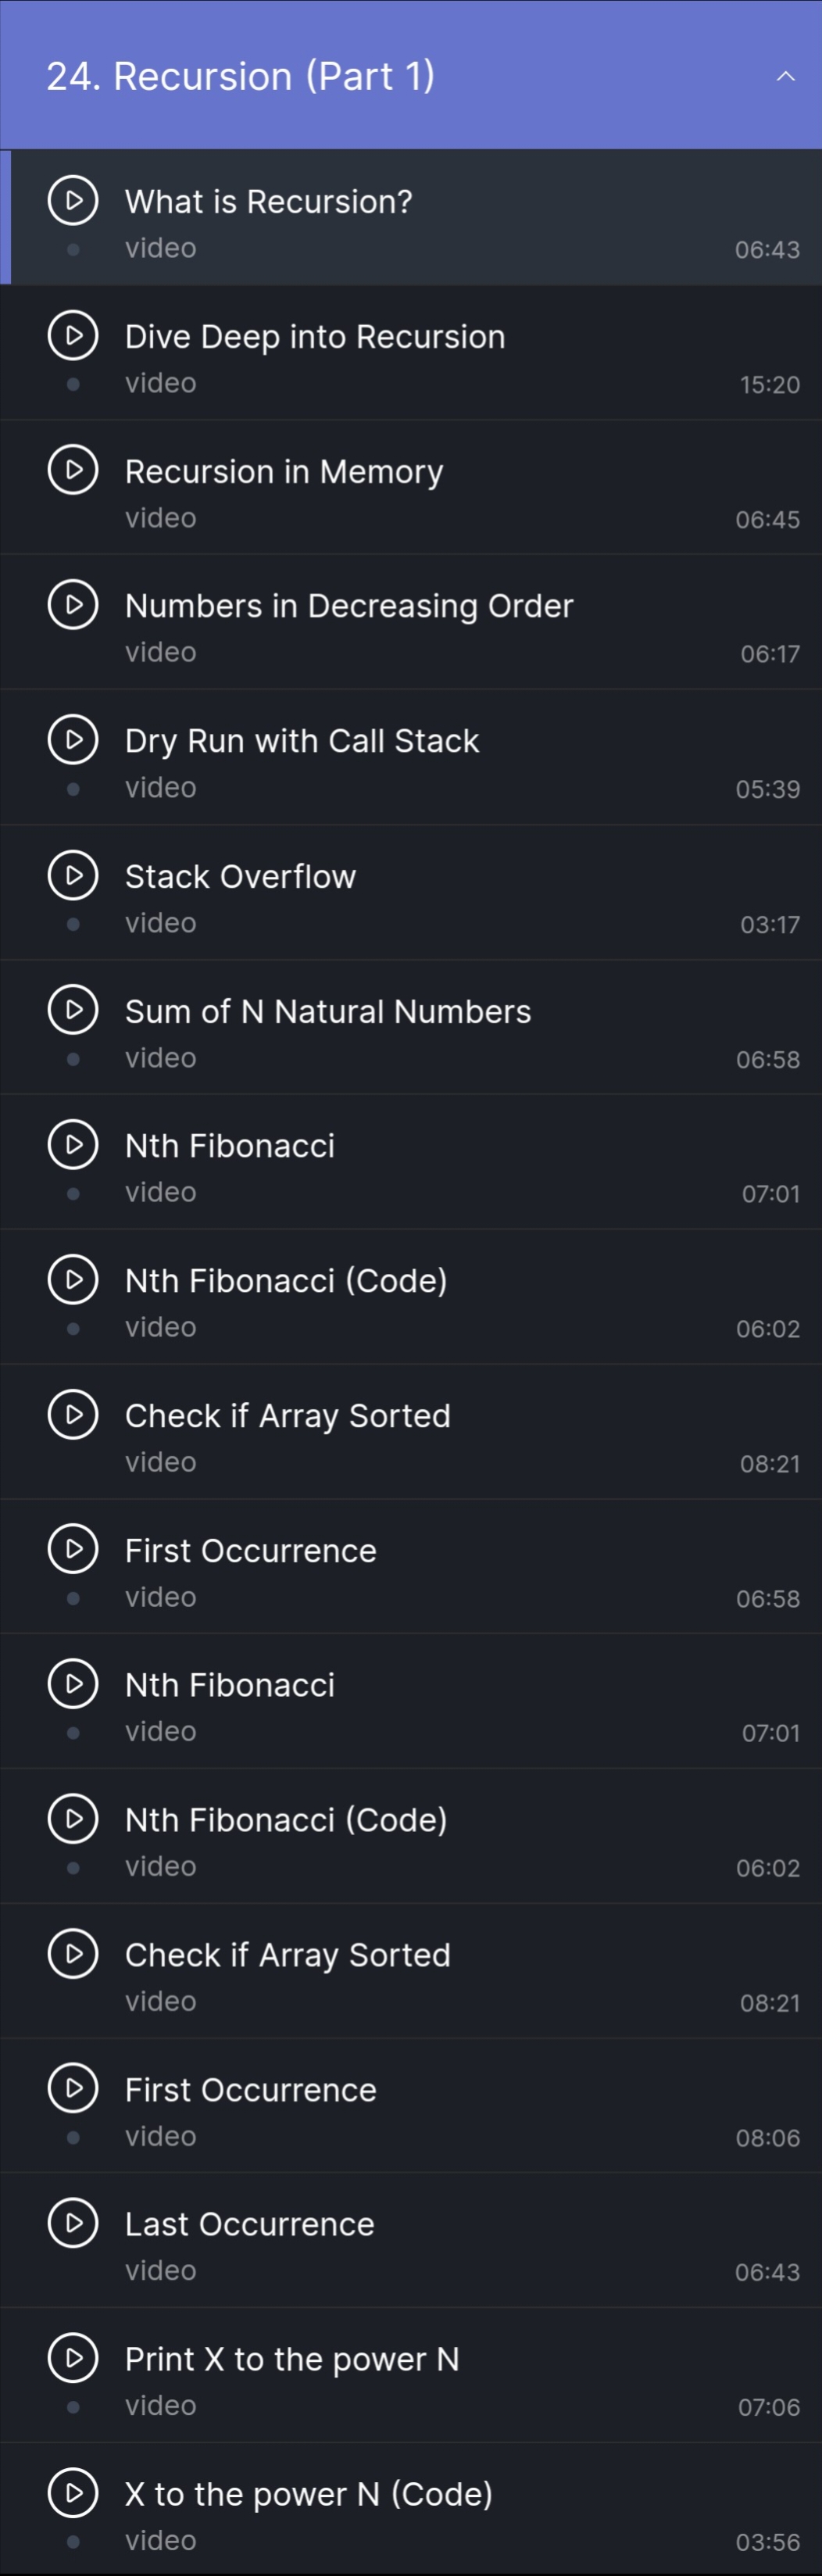 24. Recursion (Part 1)
What is Recursion?
video 06:43
Dive Deep into Recursion
video 15:20
Recursion in Memory
video 06:45
Numbers in Decreasing Order
video 06:17
Dry Run with Call Stack
video 05:39
Stack Overflow
video 03:17
Sum of N Natural Numbers
video 06:58
Nth Fibonacci
video 07:01
Nth Fibonacci (Code)
video 06:02
Check if Array Sorted
video 08:21
First Occurrence
video 06:58
Nth Fibonacci
video 07:01
Nth Fibonacci (Code)
video 06:02
Check if Array Sorted
video 08:21
First Occurrence
video 08:06
Last Occurrence
video 06:43
Print X to the power N
video 07:06
X to the power N (Code)
video 03:56